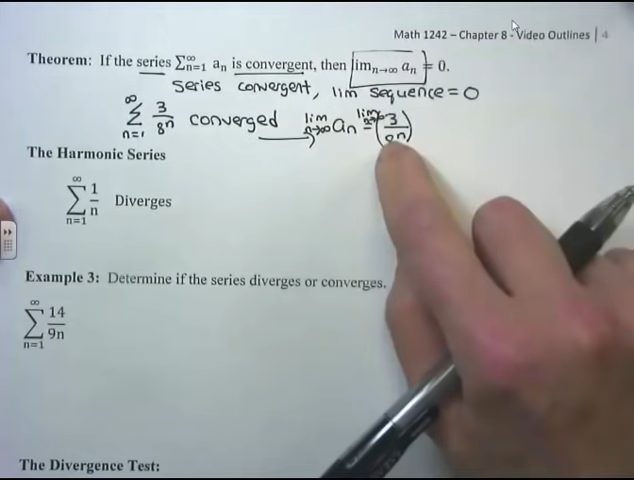 Math 1242 – Chapter 8 - Video Outlines | 4
Theorem: If the series ∑ₙ₌₁^∞ aₙ is convergent, then limₙ→∞ aₙ = 0.
series convergent, lim sequence = 0
∞ ∑ n=1 3/8ⁿ converged → lim n→∞ an = lim (3/8ⁿ)
The Harmonic Series
∞ ∑ n=1 1/n Diverges
Example 3: Determine if the series diverges or converges.
∞ ∑ n=1 14/9n
The Divergence Test: